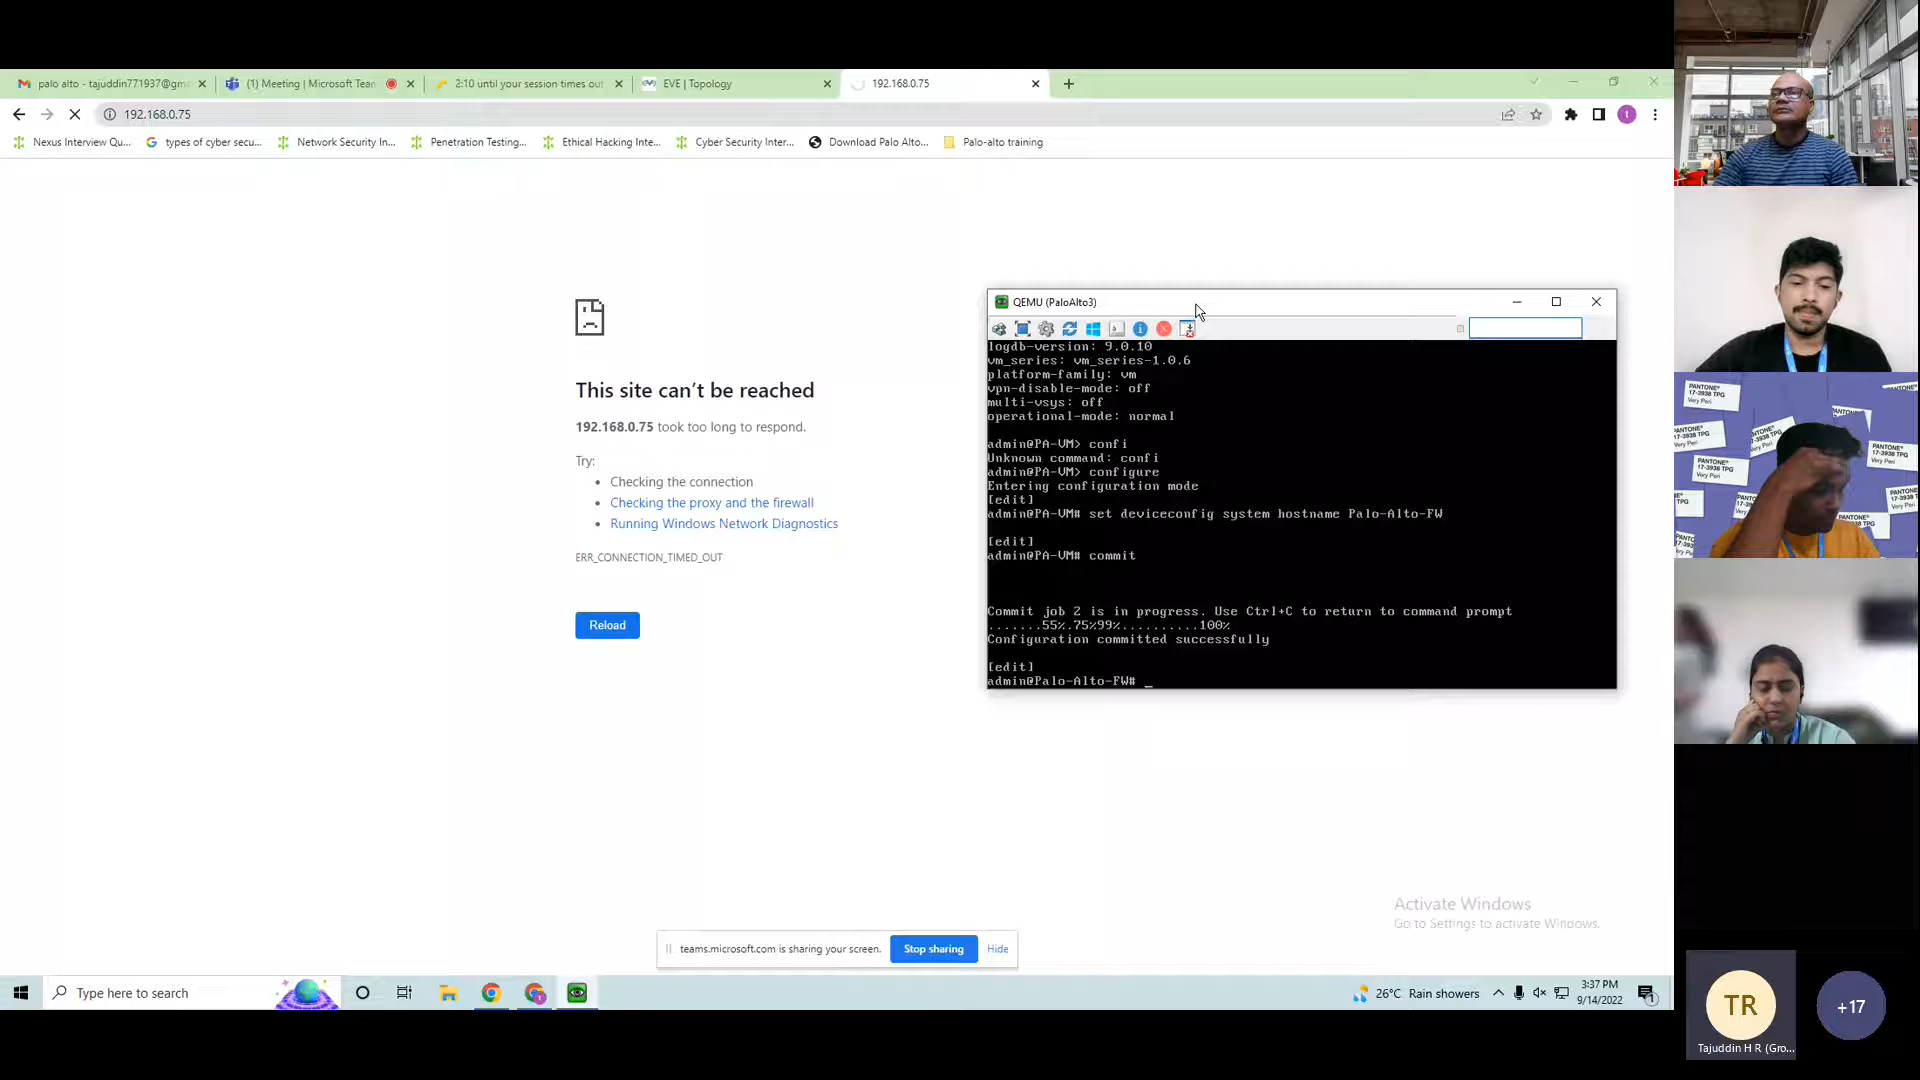 palo alto - tajuddin771937@gm
(1) Meeting | Microsoft Team
2:10 until your session times out
EVE | Topology
192.168.0.75
192.168.0.75
t
Nexus Interview Qu...
types of cyber secu...
Network Security In...
Penetration Testing...
Ethical Hacking Inte...
Cyber Security Inter...
Download Palo Alto...
Palo-alto training
This site can't be reached
192.168.0.75 took too long to respond.
Try:
Checking the connection
Checking the proxy and the firewall
Running Windows Network Diagnostics
ERR_CONNECTION_TIMED_OUT
Reload
QEMU (PaloAlto3)
logdb-version: 9.0.10
vm_series: vm_series-1.0.6
platform-family: vm
vpn-disable-mode: off
multi-vsys: off
operational-mode: normal
admin@PA-VM> confi
Unknown command: confi
admin@PA-VM> configure
Entering configuration mode
[edit]
admin@PA-VM# set deviceconfig system hostname Palo-Alto-FW
[edit]
admin@PA-VM# commit
Commit job 2 is in progress. Use Ctrl+C to return to command prompt
.......55%.75%99%..........100%
Configuration committed successfully
[edit]
admin@Palo-Alto-FW# _
Activate Windows
Go to Settings to activate Windows.
teams.microsoft.com is sharing your screen.
Stop sharing
Hide
Type here to search
26°C Rain showers
3:37 PM
9/14/2022
1
PANTONE
17-3938 TPG
Very Peri
TR
Tajuddin H R (Gro...
+17